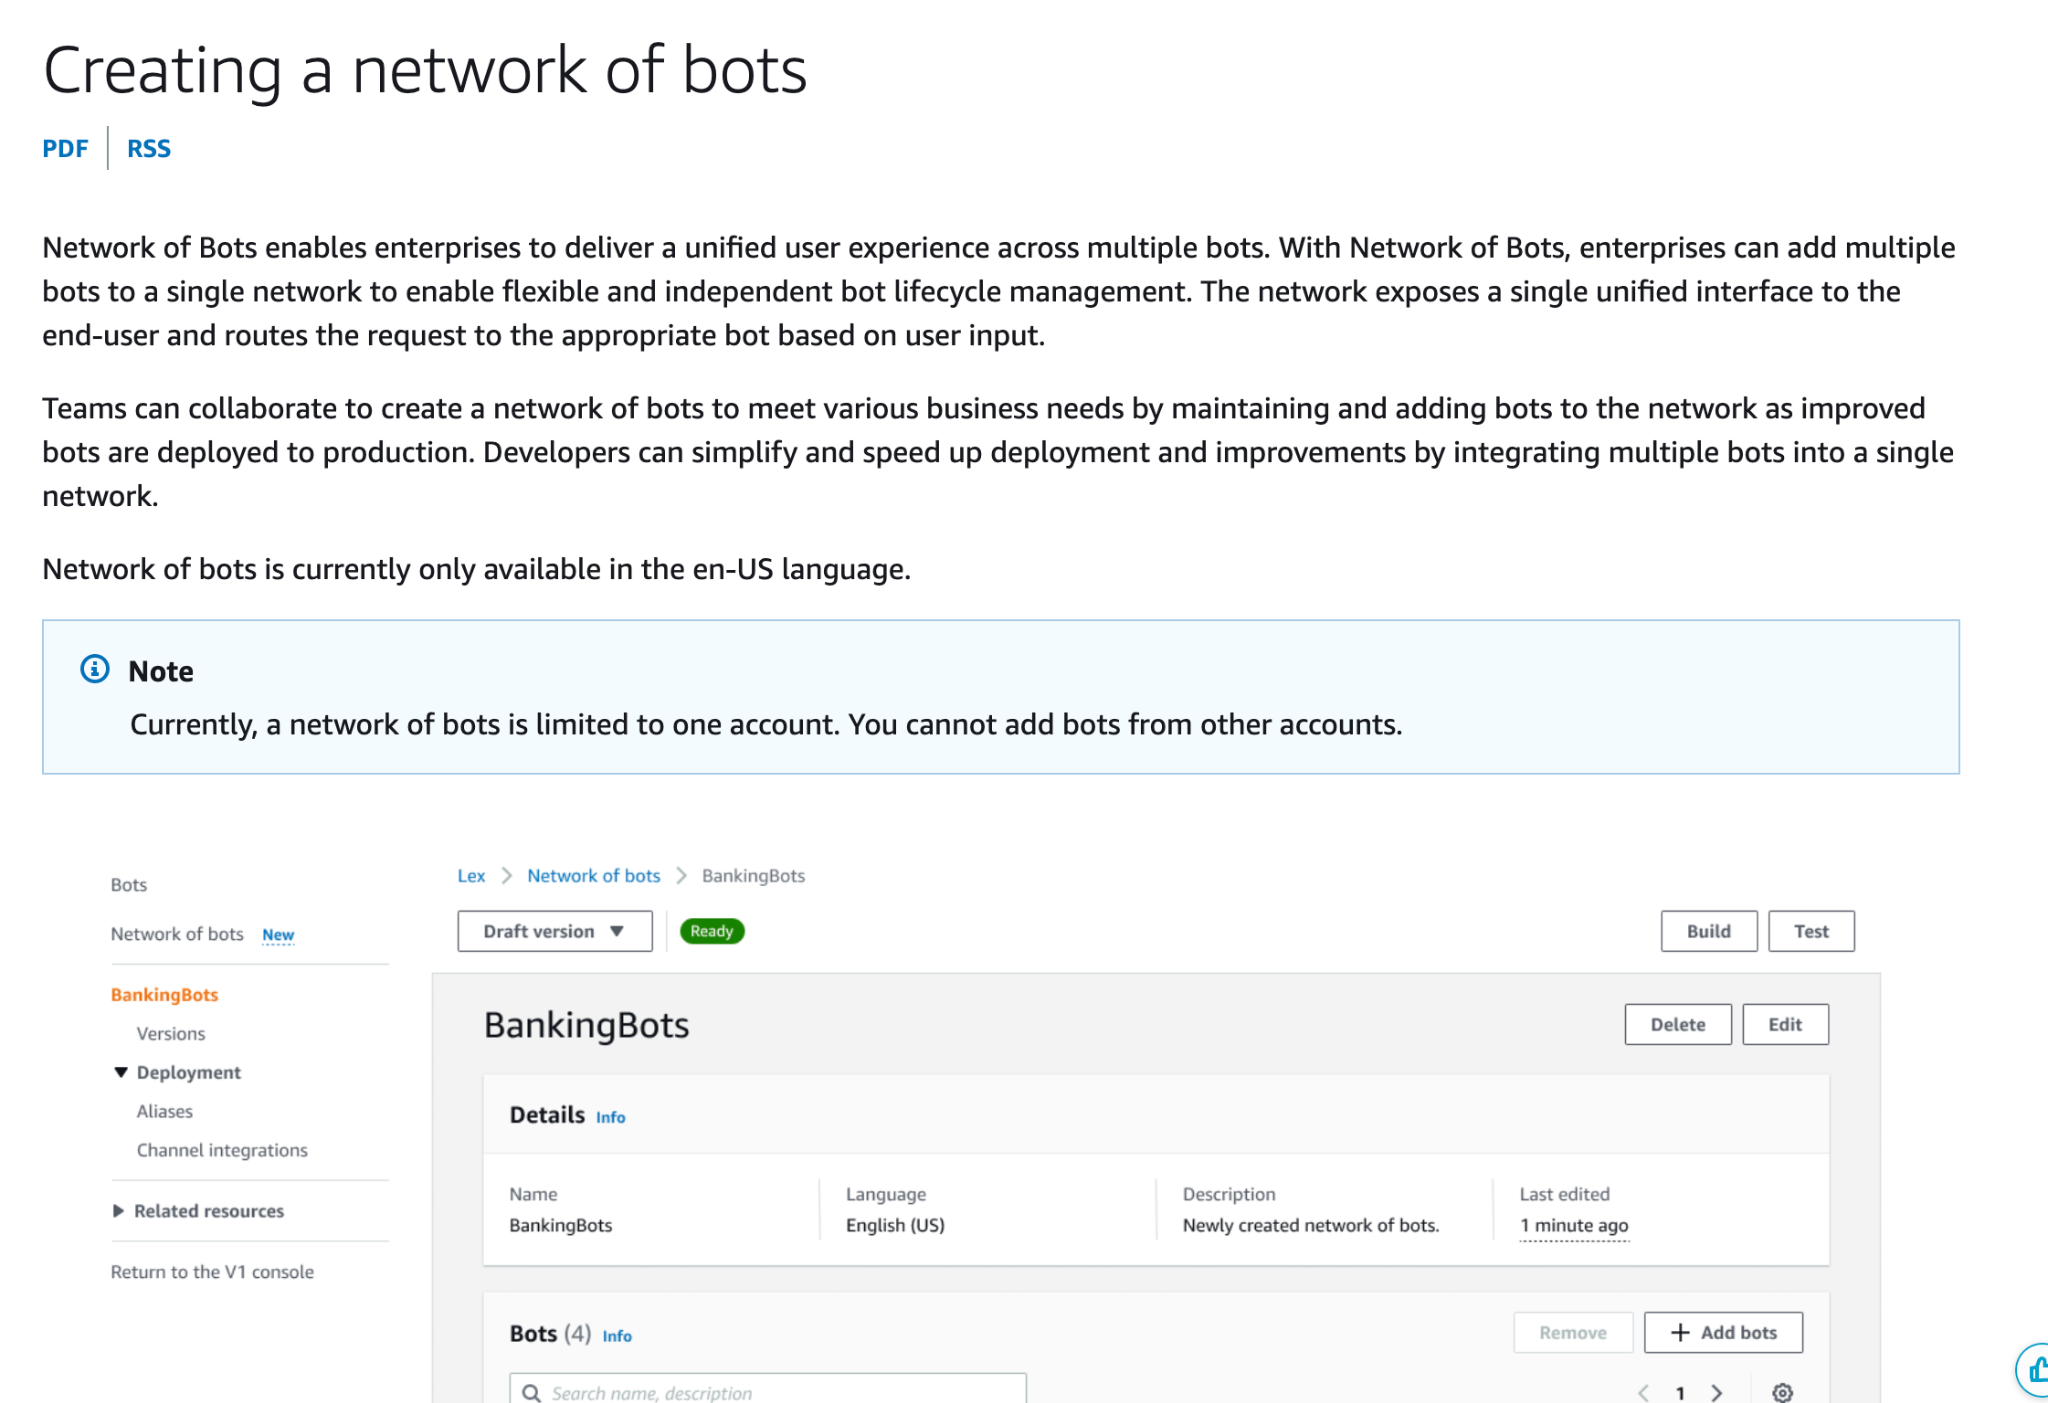 Creating a network of bots
PDF | RSS
Network of Bots enables enterprises to deliver a unified user experience across multiple bots. With Network of Bots, enterprises can add multiple
bots to a single network to enable flexible and independent bot lifecycle management. The network exposes a single unified interface to the
end-user and routes the request to the appropriate bot based on user input.
Teams can collaborate to create a network of bots to meet various business needs by maintaining and adding bots to the network as improved
bots are deployed to production. Developers can simplify and speed up deployment and improvements by integrating multiple bots into a single
network.
Network of bots is currently only available in the en-US language.
Note
Currently, a network of bots is limited to one account. You cannot add bots from other accounts.
Bots
Network of bots New
BankingBots
Versions
Deployment
Aliases
Channel integrations
Related resources
Return to the V1 console
Lex > Network of bots > BankingBots
Draft version Ready Build Test
BankingBots Delete Edit
Details Info
Name Language Description Last edited
BankingBots English (US) Newly created network of bots. 1 minute ago
Bots (4) Info Remove + Add bots
Search name, description < 1 >